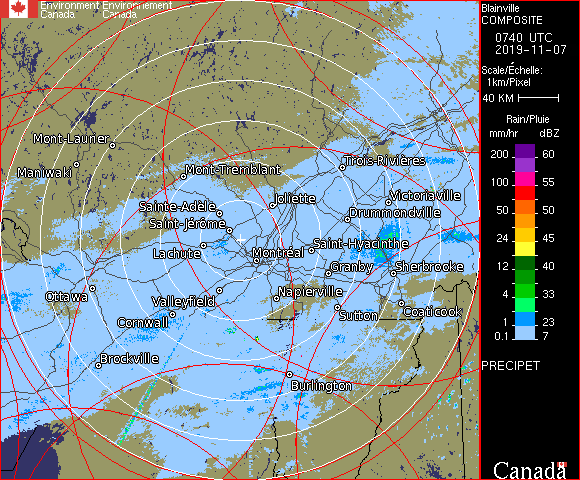 Environment Environnement
Canada Canada
Blainville
COMPOSITE
0740 UTC
2019-11-07
Scale/Échelle:
1km/Pixel
40 KM
Rain/Pluie
mm/hr dBZ
200 60
100 55
50 50
24 45
12 40
4 33
1 23
0.1 7
PRECIPET
Canada
Mont-Laurier
Maniwaki
Mont-Tremblant
Trois-Rivières
Joliette
Victoriaville
Sainte-Adèle
Drummondville
Saint-Jérôme
Saint-Hyacinthe
Lachute
Montréal
Granby
Sherbrooke
Ottawa
Valleyfield
Napierville
Coaticook
Cornwall
Sutton
Brockville
Burlington